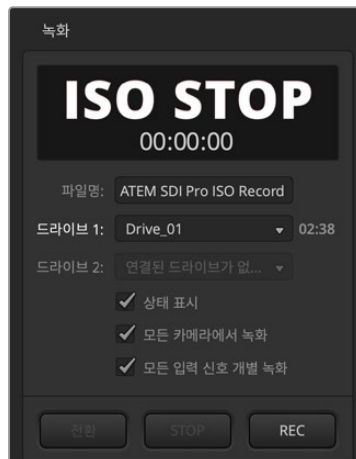 녹화
ISO STOP
00:00:00
파일명: ATEM SDI Pro ISO Record
드라이브 1: Drive_01 02:38
드라이브 2: 연결된 드라이브가 없...
상태 표시
모든 카메라에서 녹화
모든 입력 신호 개별 녹화
전환 STOP REC